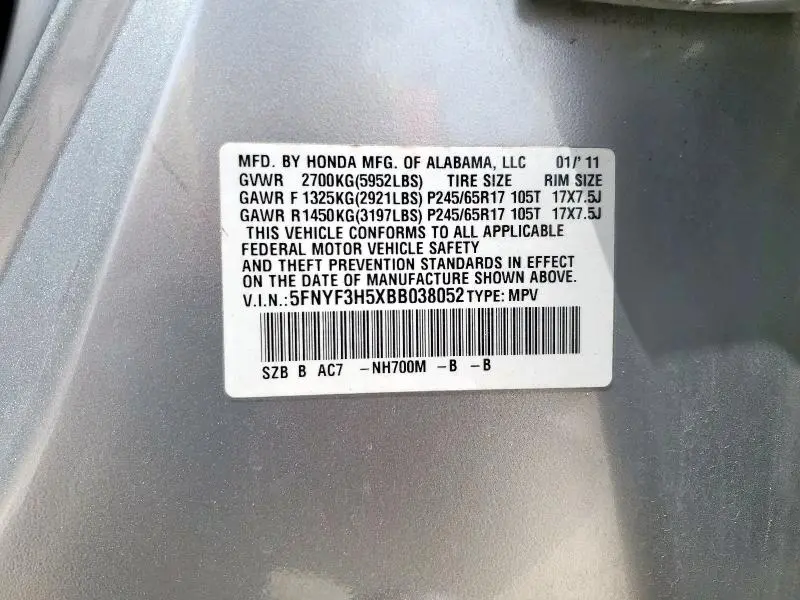 MFD. BY HONDA MFG. OF ALABAMA, LLC 01/'11
GVWR 2700KG(5952LBS) TIRE SIZE RIM SIZE
GAWR F 1325KG(2921LBS) P245/65R17 105T 17X7.5J
GAWR R 1450KG(3197LBS) P245/65R17 105T 17X7.5J
THIS VEHICLE CONFORMS TO ALL APPLICABLE
FEDERAL MOTOR VEHICLE SAFETY
AND THEFT PREVENTION STANDARDS IN EFFECT
ON THE DATE OF MANUFACTURE SHOWN ABOVE.
V.I.N.:5FNYF3H5XBB038052 TYPE: MPV
SZB B AC7 -NH700M -B -B